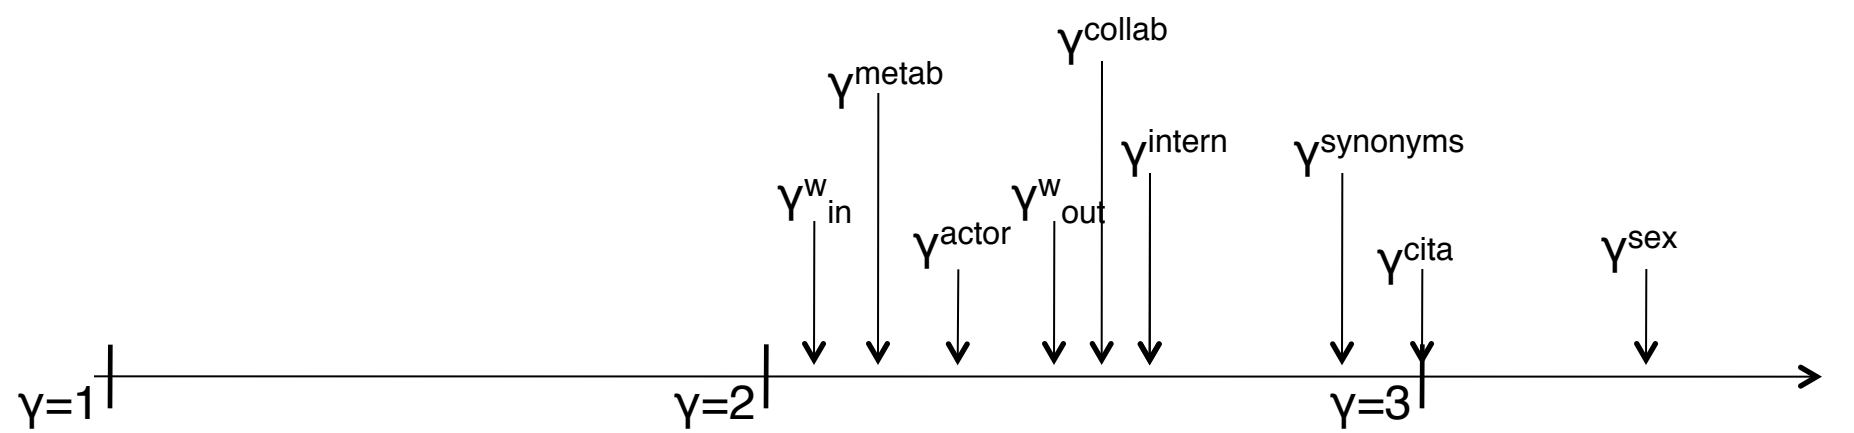 γ^collab
γ^metab
γ^intern
γ^synonyms
γ^w_in
γ^w_out
γ^actor
γ^cita
γ^sex
γ=1
γ=2
γ=3